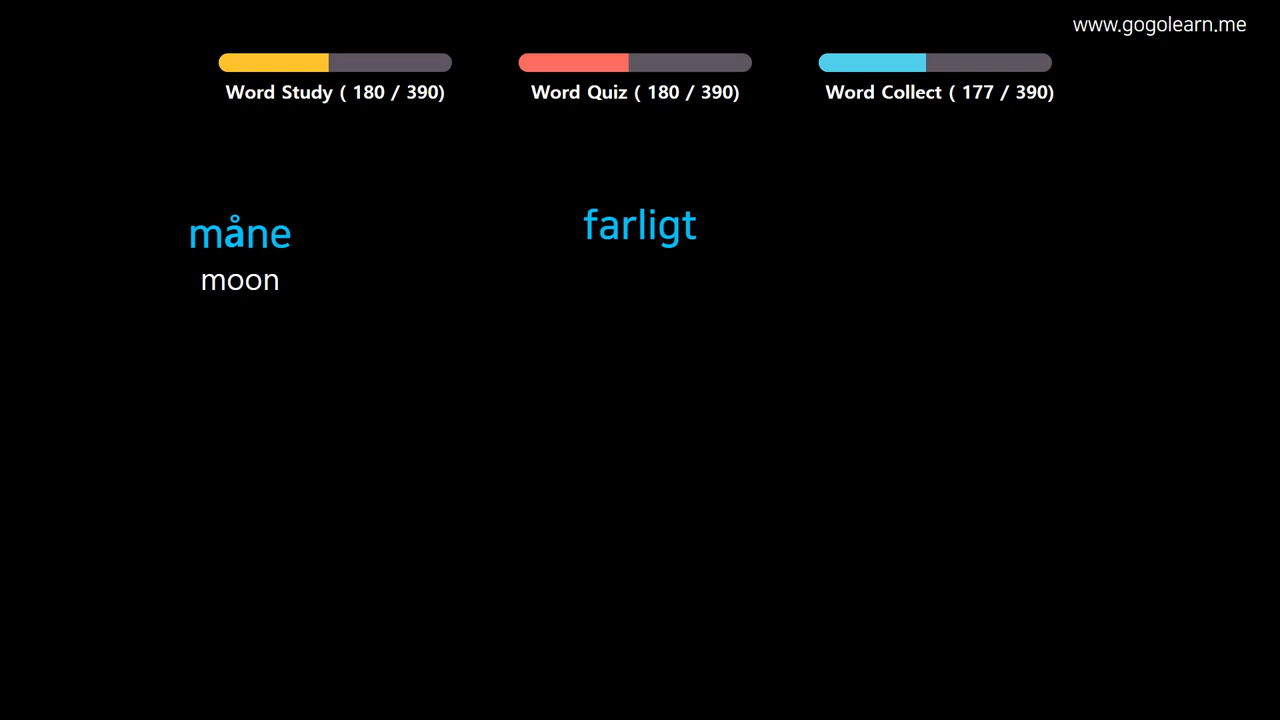 www.gogolearn.me
Word Study ( 180 / 390)
Word Quiz ( 180 / 390)
Word Collect ( 177 / 390)
måne
moon
farligt